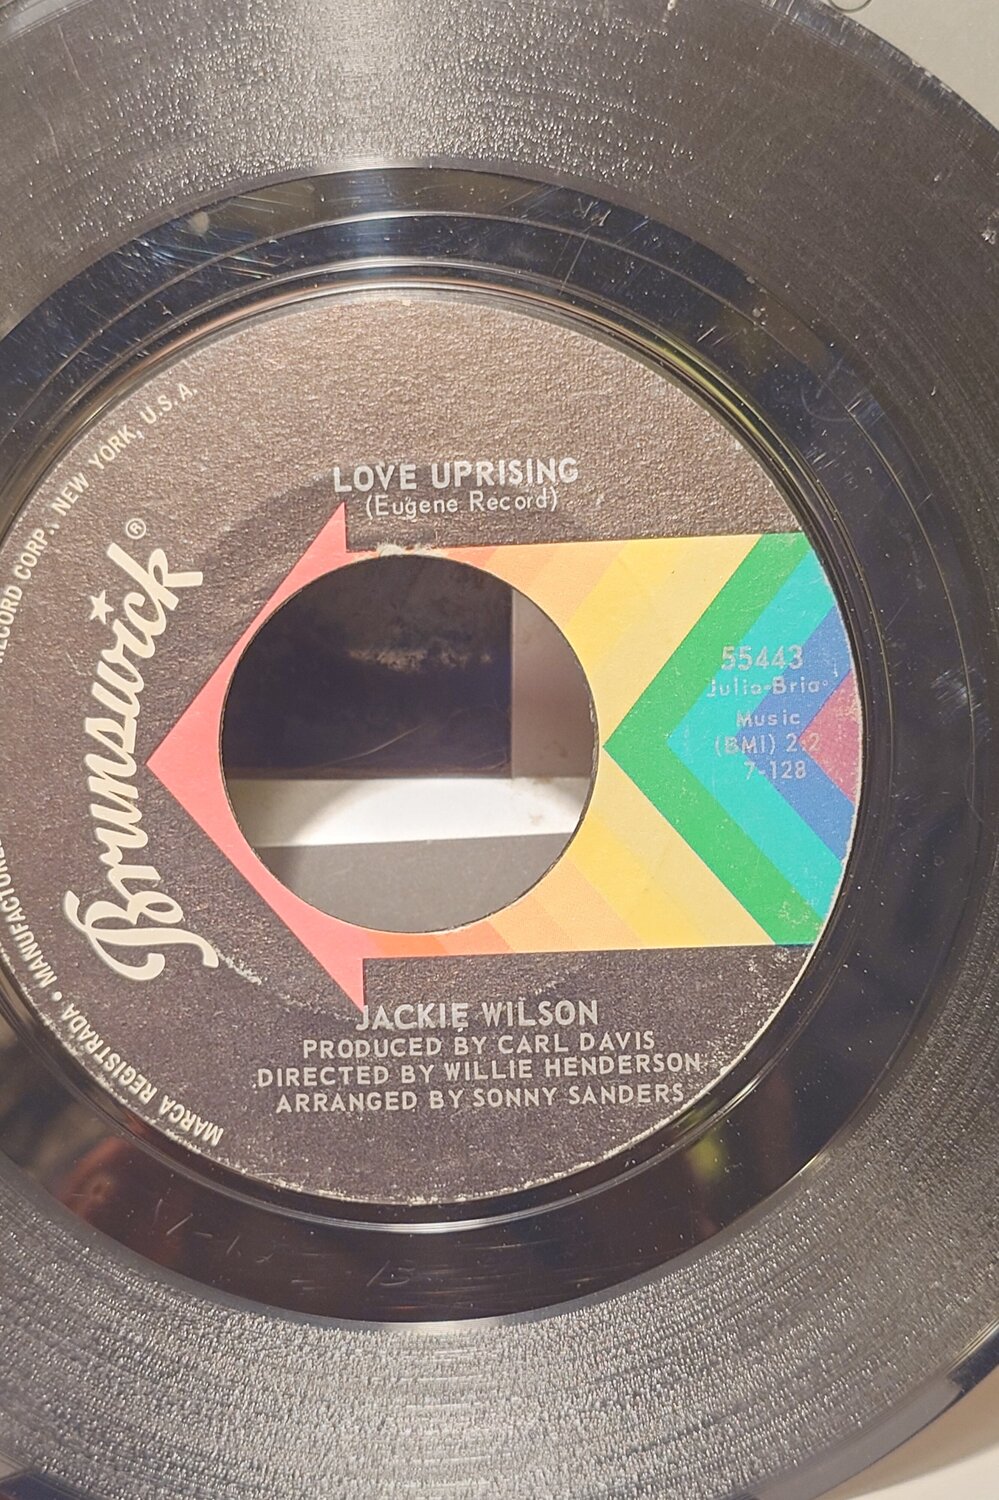 LOVE UPRISING
(Eugene Record)
Brunswick®
55443
Julio-Brian
Music
(BMI) 2:2
7-128
JACKIE WILSON
PRODUCED BY CARL DAVIS
DIRECTED BY WILLIE HENDERSON
ARRANGED BY SONNY SANDERS
MARCA REGISTRADA • MANUFACTURE
RECORD CORP., NEW YORK, U.S.A.